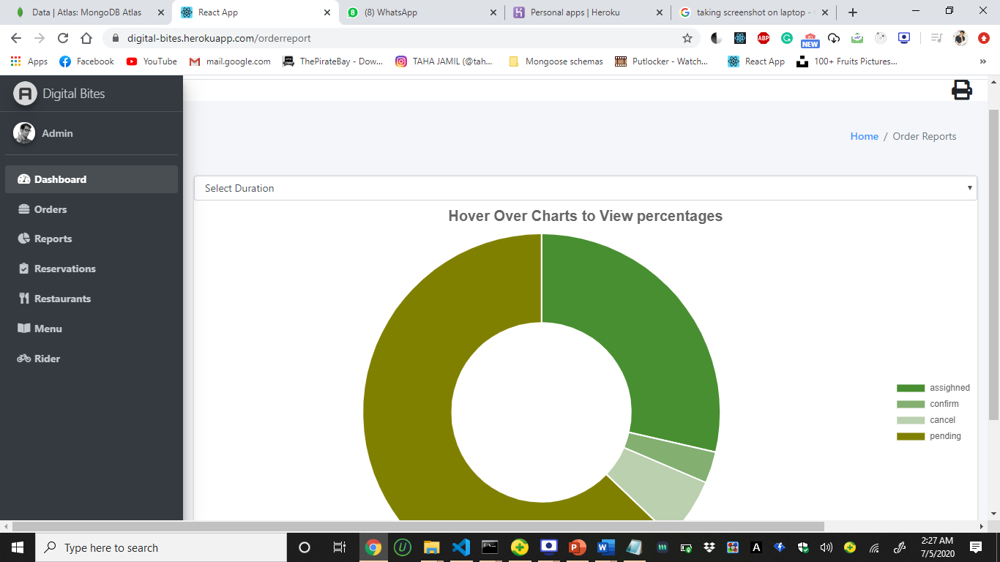 Data | Atlas: MongoDB Atlas
React App
(8) WhatsApp
Personal apps | Heroku
taking screenshot on laptop -
digital-bites.herokuapp.com/orderreport
ABP
NEW
Apps
Facebook
YouTube
mail.google.com
ThePirateBay - Dow...
TAHA JAMIL (@tah...
Mongoose schemas
Putlocker - Watch...
React App
100+ Fruits Pictures...
»
Digital Bites
Admin
Home / Order Reports
Dashboard
Select Duration
Orders
Hover Over Charts to View percentages
Reports
Reservations
Restaurants
Menu
Rider
assighned
confirm
cancel
pending
Type here to search
2:27 AM
7/5/2020